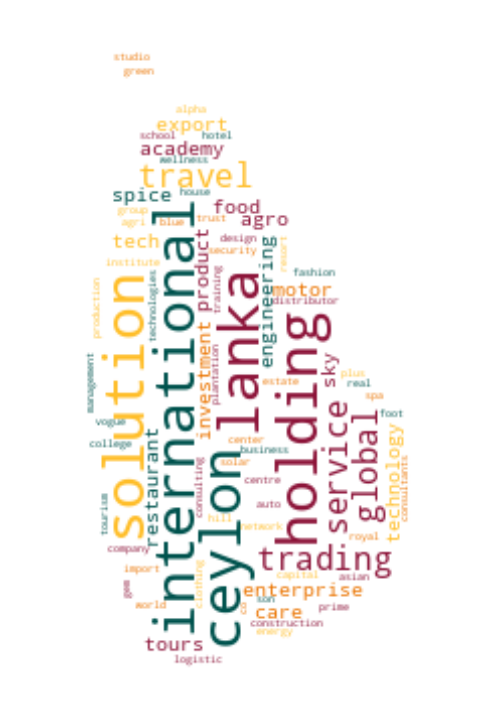 studio
green
alpha
export
school
hotel
academy
wellness
travel
spice
house
food
group
agri
blue
trust
agro
tech
design
security
institute
product
engineering
resort
international
solution
technologies
training
production
fashion
motor
distributor
lanka
holding
investment
plantation
management
sky
plus
real
estate
spa
vogue
college
restaurant
center
business
service
global
foot
technology
consultants
solar
consulting
centre
ceylon
tourism
auto
hill
network
royal
company
trading
import
clothing
capital
asian
gem
world
enterprise
son
co
care
prime
construction
energy
tours
logistic